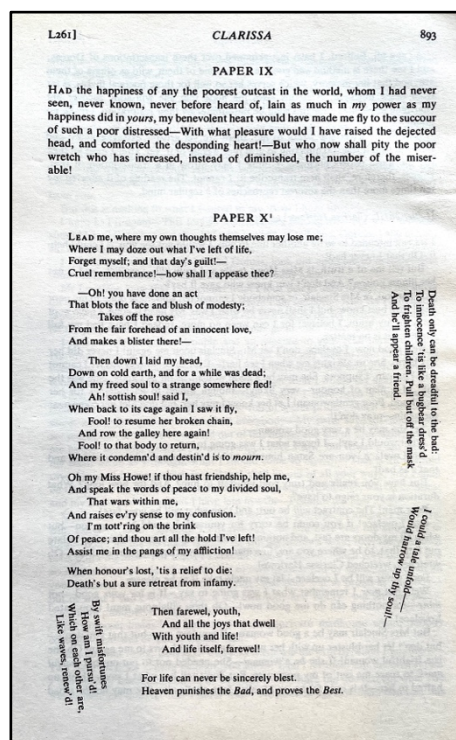 L261] CLARISSA 893
PAPER IX
HAD the happiness of any the poorest outcast in the world, whom I had never
seen, never known, never before heard of, lain as much in my power as my
happiness did in yours, my benevolent heart would have made me fly to the succour
of such a poor distressed—With what pleasure would I have raised the dejected
head, and comforted the desponding heart!—But who now shall pity the poor
wretch who has increased, instead of diminished, the number of the miser-
able!
PAPER X¹
LEAD me, where my own thoughts themselves may lose me;
Where I may doze out what I've left of life,
Forget myself; and that day's guilt!—
Cruel remembrance!—how shall I appease thee?
—Oh! you have done an act
That blots the face and blush of modesty;
Takes off the rose
From the fair forehead of an innocent love,
And makes a blister there!—
Then down I laid my head,
Down on cold earth, and for a while was dead;
And my freed soul to a strange somewhere fled!
Ah! sottish soul! said I,
When back to its cage again I saw it fly,
Fool! to resume her broken chain,
And row the galley here again!
Fool! to that body to return,
Where it condemn'd and destin'd is to mourn.
Oh my Miss Howe! if thou hast friendship, help me,
And speak the words of peace to my divided soul,
That wars within me,
And raises ev'ry sense to my confusion.
I'm tott'ring on the brink
Of peace; and thou art all the hold I've left!
Assist me in the pangs of my affliction!
When honour's lost, 'tis a relief to die:
Death's but a sure retreat from infamy.
Then farewel, youth,
And all the joys that dwell
With youth and life!
And life itself, farewel!
For life can never be sincerely blest.
Heaven punishes the Bad, and proves the Best.
By swift misfortunes
How am I pursu'd!
Which on each other are,
Like waves, renew'd!
Death only can be dreadful to the bad:
To innocence 'tis like a bugbear dress'd
To frighten children. Pull but off the mask
And he'll appear a friend.
I could a tale unfold——
Would harrow up thy soul!—